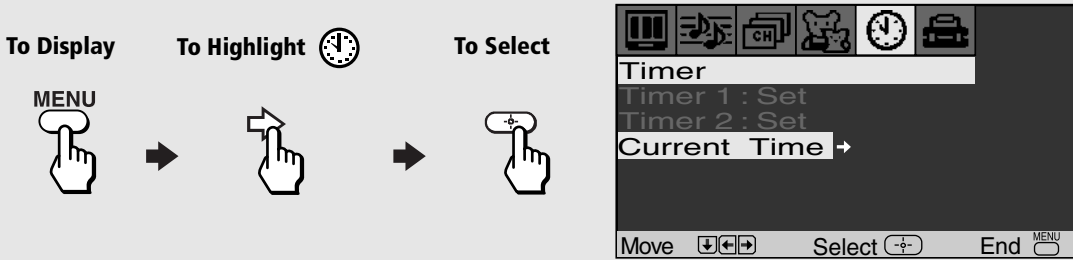 To Display
To Highlight
To Select
MENU
CH
Timer
Timer 1 : Set
Timer 2 : Set
Current Time
Move Select End MENU